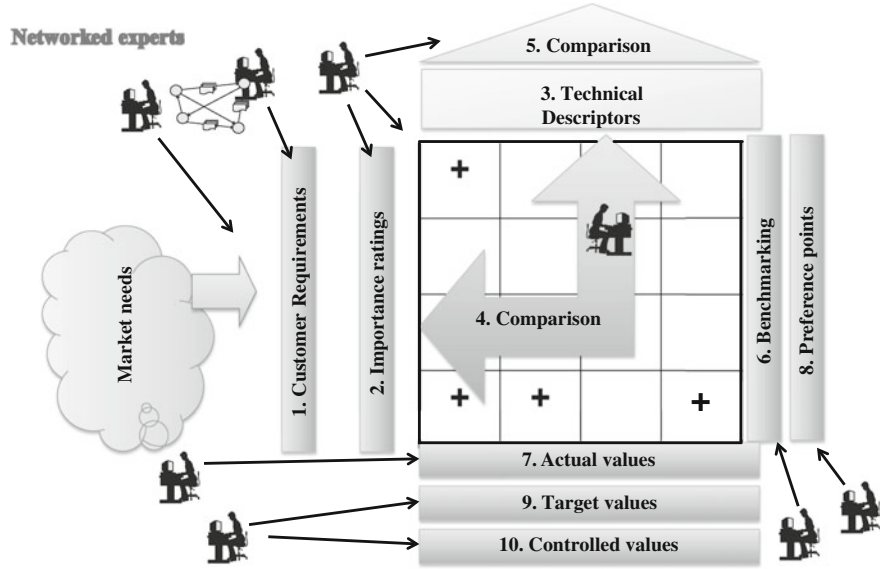 Networked experts
5. Comparison
3. Technical
Descriptors
Market needs
1. Customer Requirements
2. Importance ratings
+
4. Comparison
+ + +
6. Benchmarking
8. Preference points
7. Actual values
9. Target values
10. Controlled values